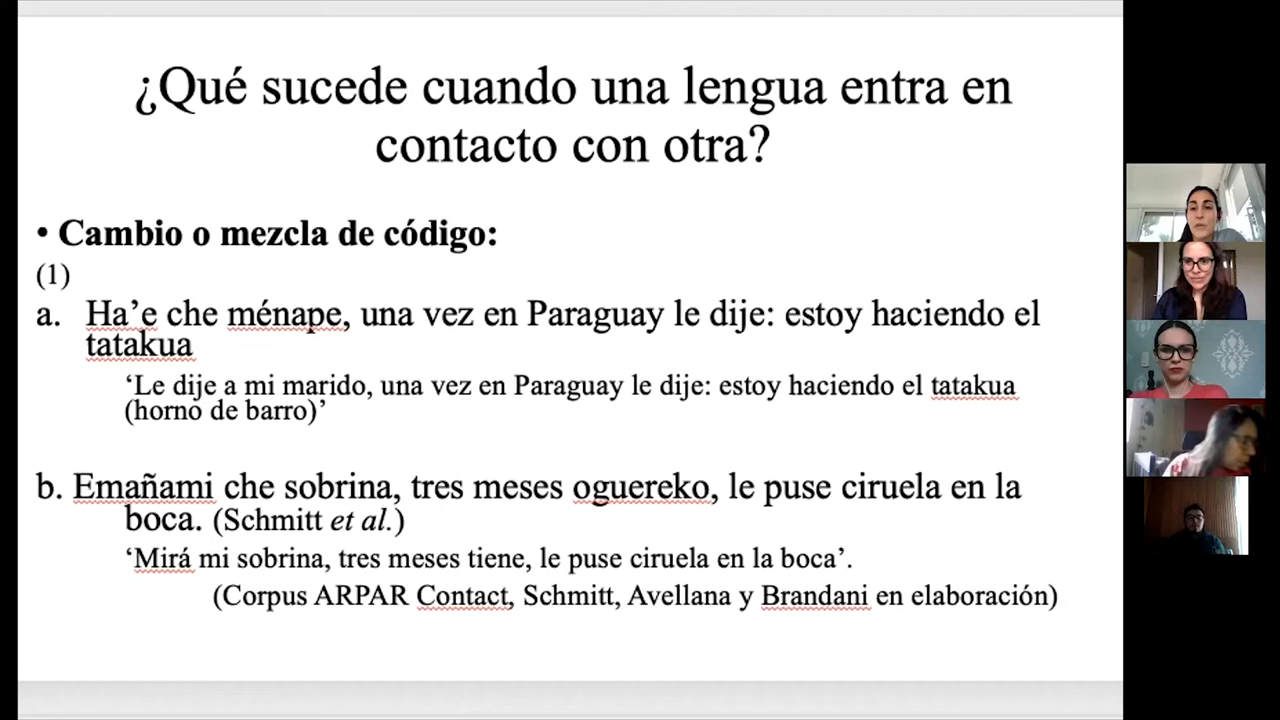 ¿Qué sucede cuando una lengua entra en
contacto con otra?
• Cambio o mezcla de código:
(1)
a. Ha’e che ménape, una vez en Paraguay le dije: estoy haciendo el
tatakua
‘Le dije a mi marido, una vez en Paraguay le dije: estoy haciendo el tatakua
(horno de barro)’
b. Emañami che sobrina, tres meses oguereko, le puse ciruela en la
boca. (Schmitt et al.)
‘Mirá mi sobrina, tres meses tiene, le puse ciruela en la boca’.
(Corpus ARPAR Contact, Schmitt, Avellana y Brandani en elaboración)